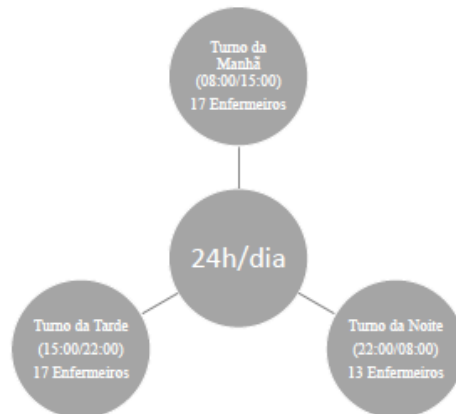 Turno da
Manhã
(08:00/15:00)
17 Enfermeiros
24h/dia
Turno da Tarde
(15:00/22:00)
17 Enfermeiros
Turno da Noite
(22:00/08:00)
13 Enfermeiros